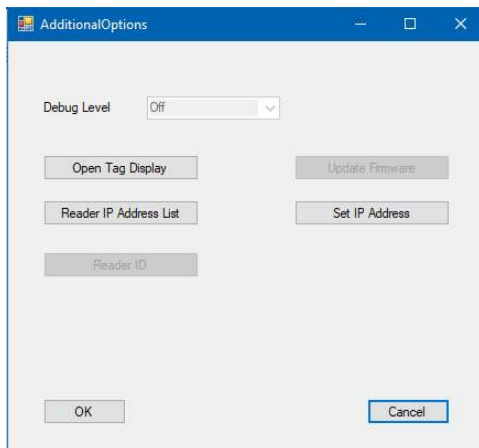 AdditionalOptions
Debug Level Off
Open Tag Display Update Firmware
Reader IP Address List Set IP Address
Reader ID
OK Cancel